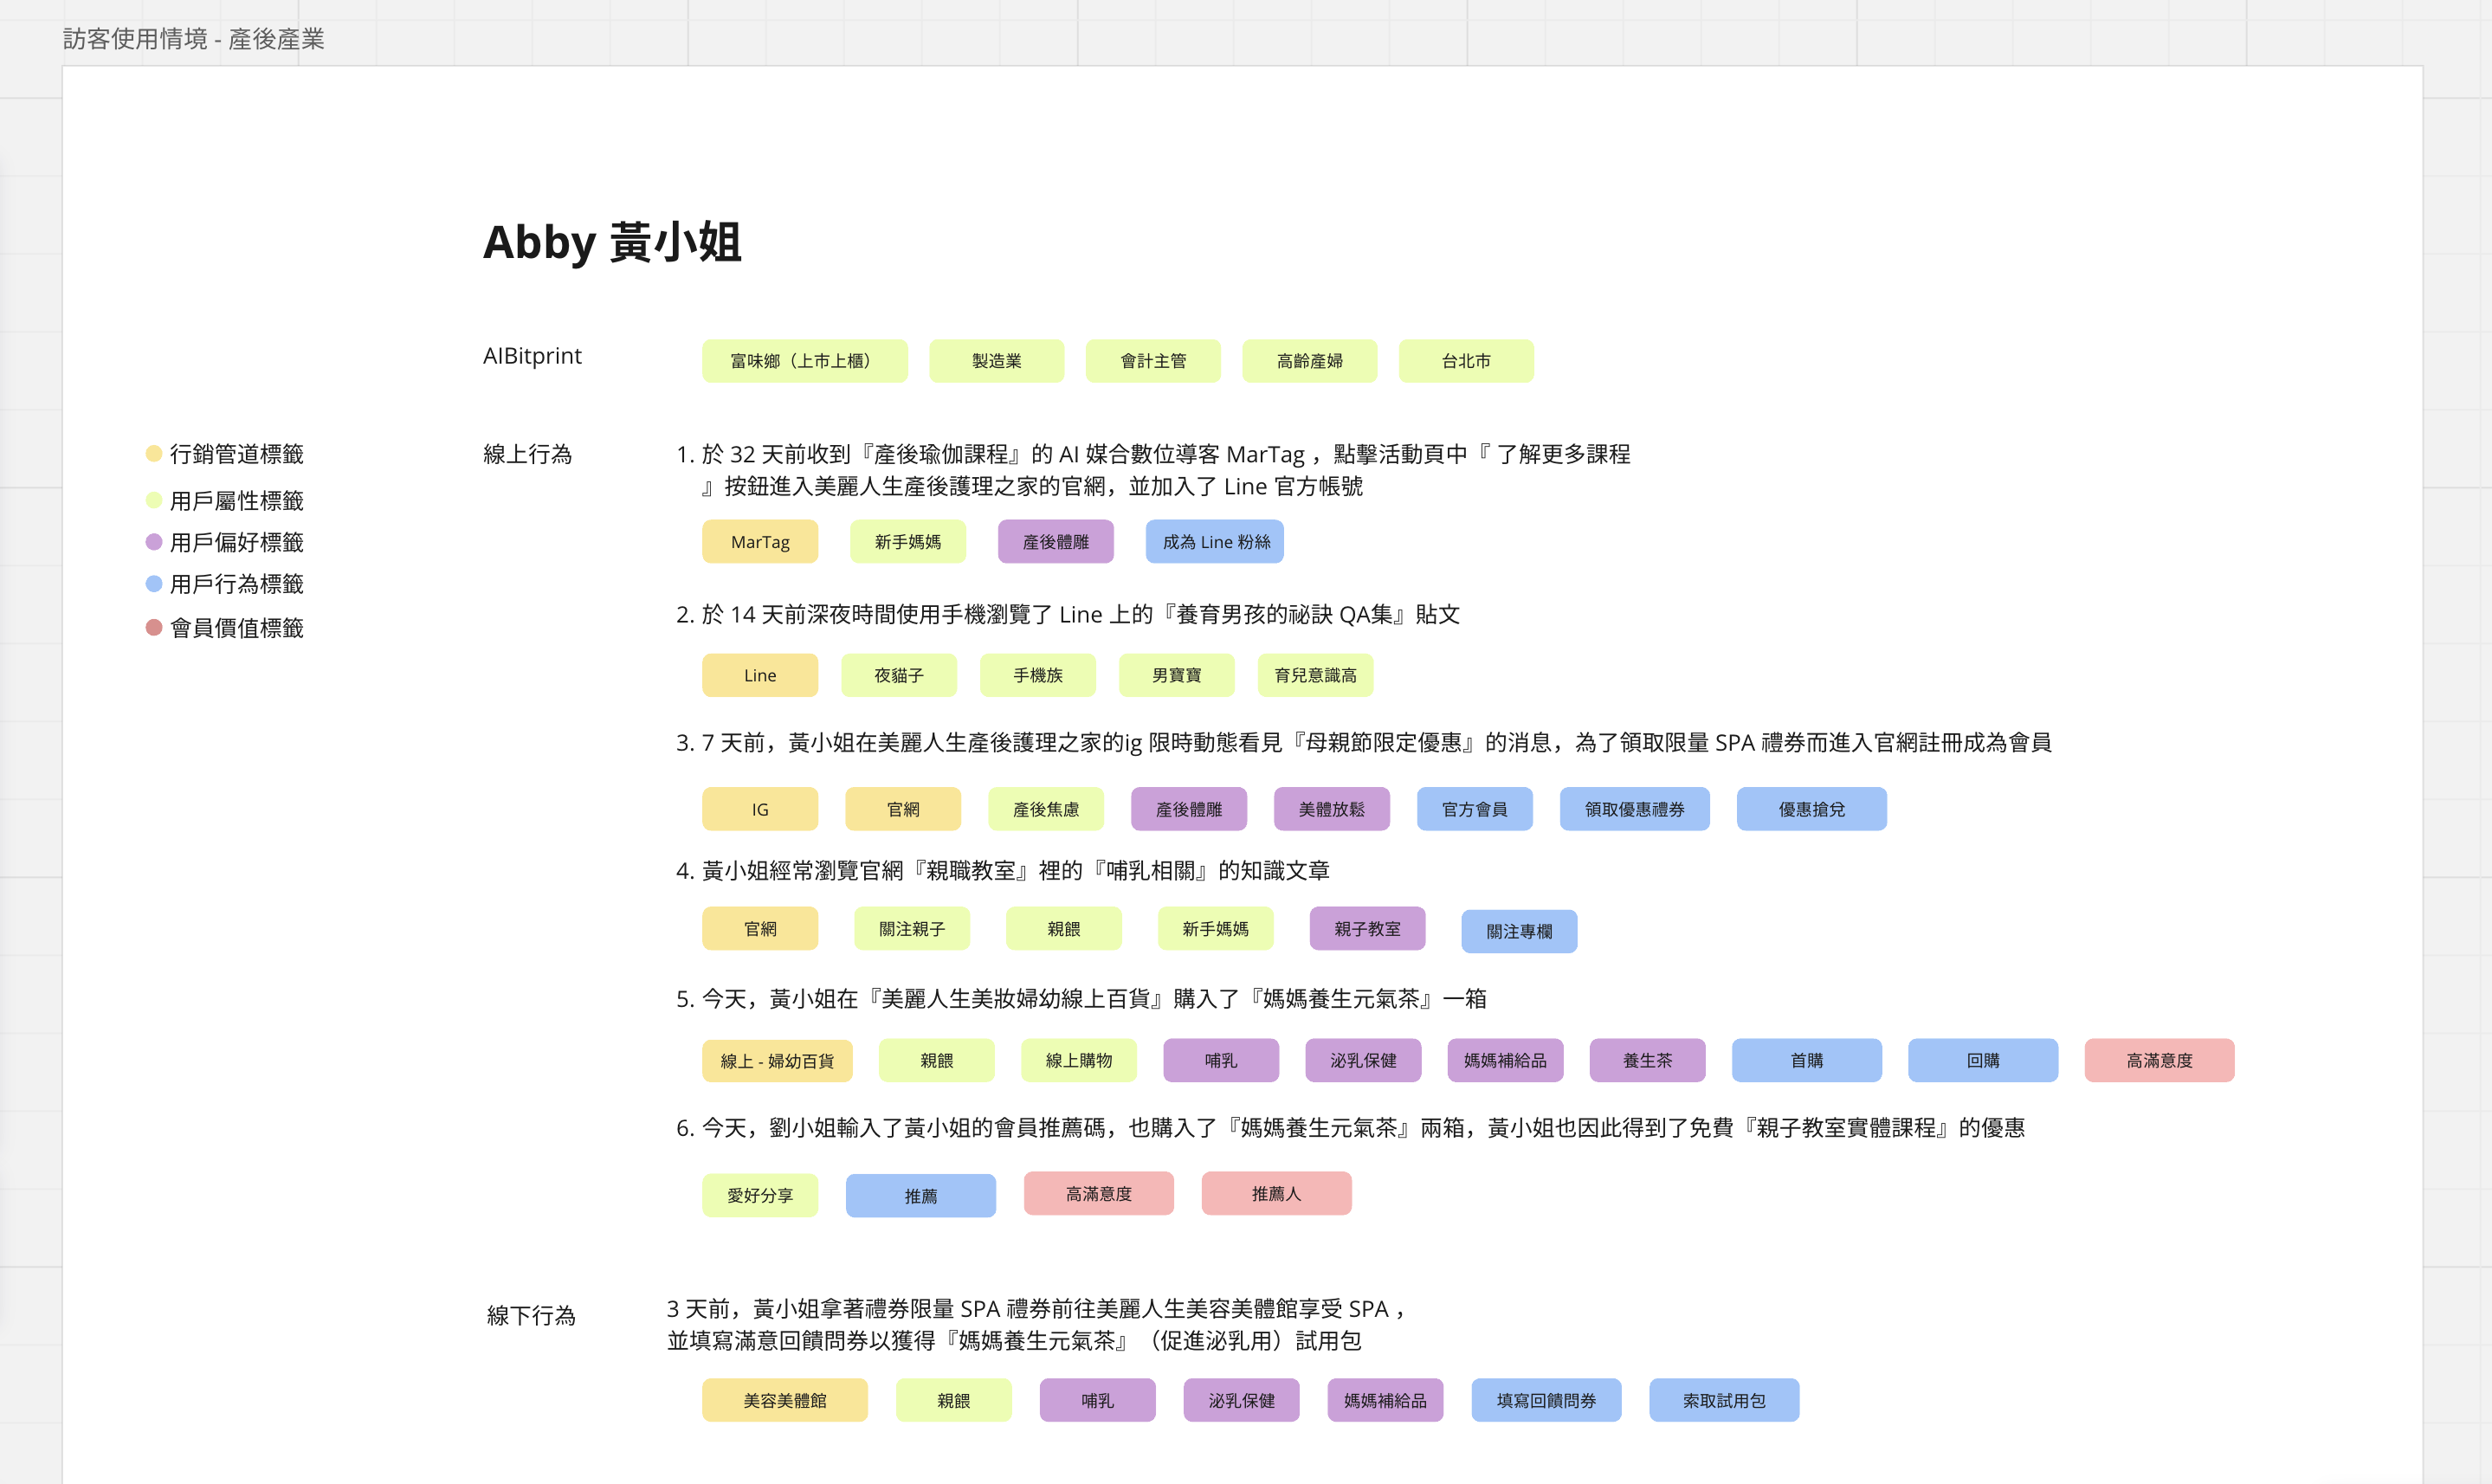 訪客使用情境 - 產後產業
Abby 黃小姐
AIBitprint
富味鄉（上市上櫃）
製造業
會計主管
高齡產婦
台北市
行銷管道標籤
用戶屬性標籤
用戶偏好標籤
用戶行為標籤
會員價值標籤
線上行為
1. 於 32 天前收到『產後瑜伽課程』的 AI 媒合數位導客 MarTag ，點擊活動頁中『 了解更多課程
』按鈕進入美麗人生產後護理之家的官網，並加入了 Line 官方帳號
MarTag
新手媽媽
產後體雕
成為 Line 粉絲
2. 於 14 天前深夜時間使用手機瀏覽了 Line 上的『養育男孩的祕訣 QA集』貼文
Line
夜貓子
手機族
男寶寶
育兒意識高
3. 7 天前，黃小姐在美麗人生產後護理之家的ig 限時動態看見『母親節限定優惠』的消息，為了領取限量 SPA 禮券而進入官網註冊成為會員
IG
官網
產後焦慮
產後體雕
美體放鬆
官方會員
領取優惠禮券
優惠搶兌
4. 黃小姐經常瀏覽官網『親職教室』裡的『哺乳相關』的知識文章
官網
關注親子
親餵
新手媽媽
親子教室
關注專欄
5. 今天，黃小姐在『美麗人生美妝婦幼線上百貨』購入了『媽媽養生元氣茶』一箱
線上 - 婦幼百貨
親餵
線上購物
哺乳
泌乳保健
媽媽補給品
養生茶
首購
回購
高滿意度
6. 今天，劉小姐輸入了黃小姐的會員推薦碼，也購入了『媽媽養生元氣茶』兩箱，黃小姐也因此得到了免費『親子教室實體課程』的優惠
愛好分享
推薦
高滿意度
推薦人
線下行為
3 天前，黃小姐拿著禮券限量 SPA 禮券前往美麗人生美容美體館享受 SPA ，
並填寫滿意回饋問券以獲得『媽媽養生元氣茶』（促進泌乳用）試用包
美容美體館
親餵
哺乳
泌乳保健
媽媽補給品
填寫回饋問券
索取試用包